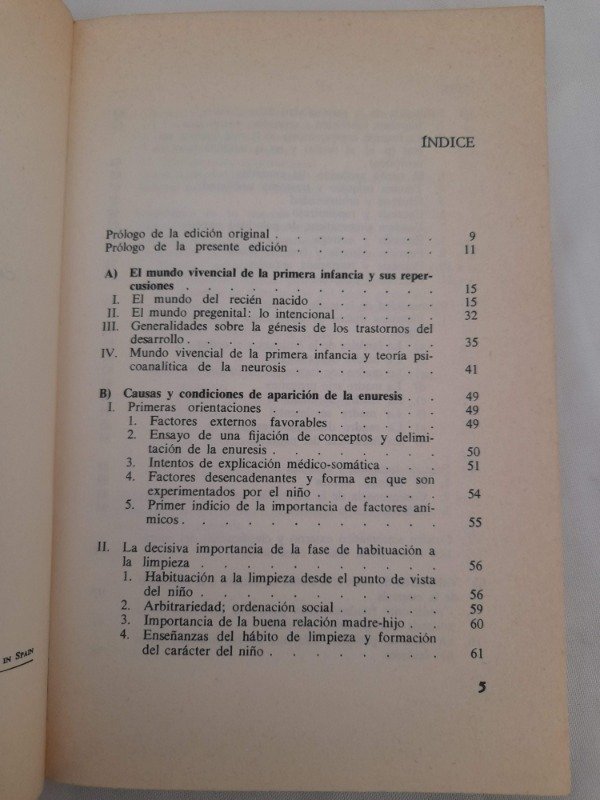 ÍNDICE
Prólogo de la edición original . . . . . . . 9
Prólogo de la presente edición . . . . . . . 11
A) El mundo vivencial de la primera infancia y sus reper-
cusiones . . . . . . . . . . . . 15
I. El mundo del recién nacido . . . . . . 15
II. El mundo pregenital: lo intencional . . . . . 32
III. Generalidades sobre la génesis de los trastornos del
desarrollo . . . . . . . . . . . 35
IV. Mundo vivencial de la primera infancia y teoría psi-
coanalítica de la neurosis . . . . . . . 41
B) Causas y condiciones de aparición de la enuresis . . 49
I. Primeras orientaciones . . . . . . . . 49
1. Factores externos favorables . . . . . 49
2. Ensayo de una fijación de conceptos y delimi-
tación de la enuresis . . . . . . . . 50
3. Intentos de explicación médico-somática . . . 51
4. Factores desencadenantes y forma en que son
experimentados por el niño . . . . . . 54
5. Primer indicio de la importancia de factores aní-
micos . . . . . . . . . . . . 55
II. La decisiva importancia de la fase de habituación a
la limpieza . . . . . . . . . . . 56
1. Habituación a la limpieza desde el punto de vista
del niño . . . . . . . . . . . 56
2. Arbitrariedad; ordenación social . . . . . 59
3. Importancia de la buena relación madre-hijo . . 60
4. Enseñanzas del hábito de limpieza y formación
del carácter del niño . . . . . . . . 61
5
IN SPAIN